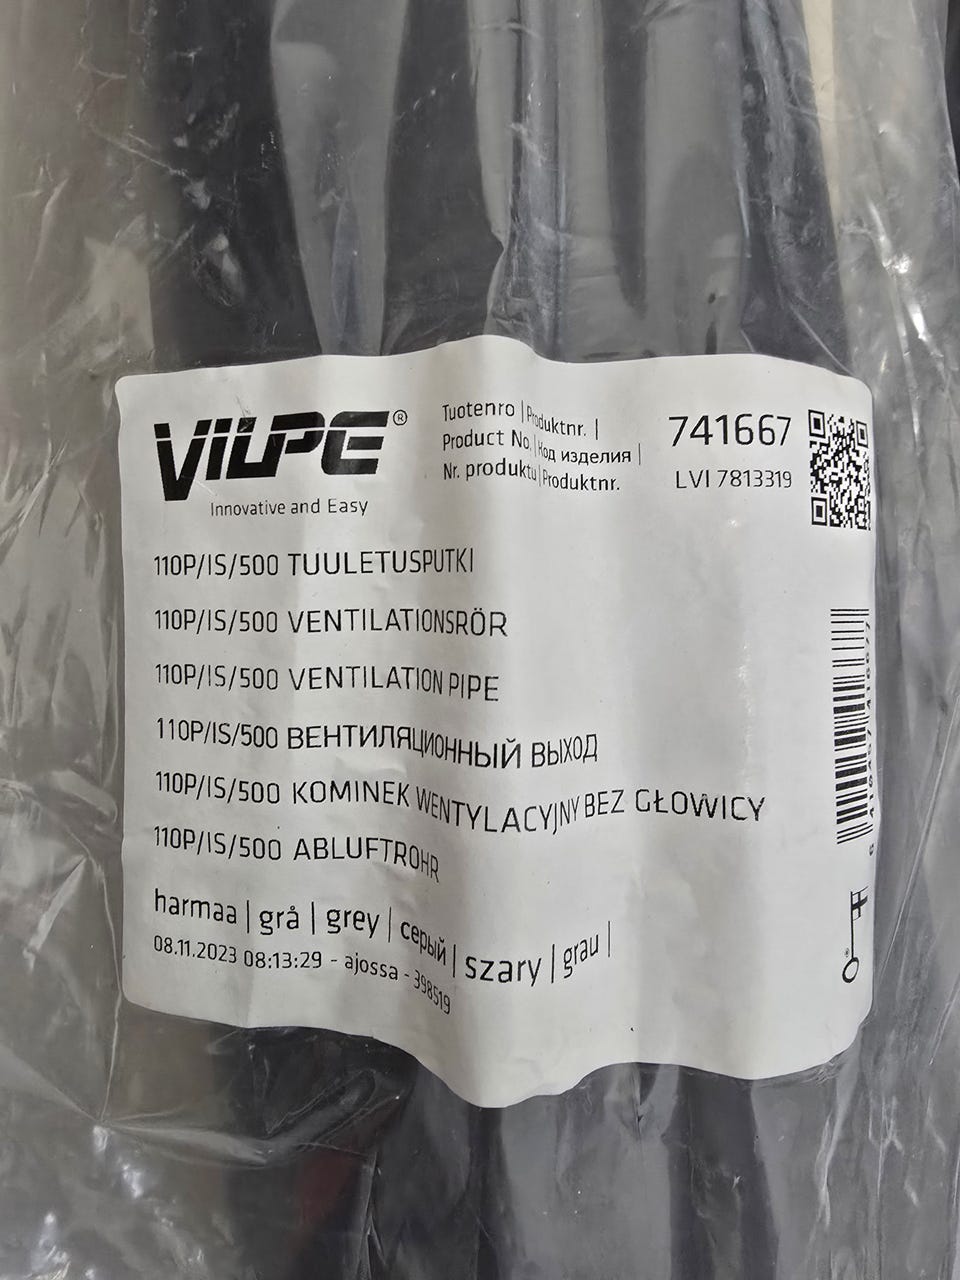 VILPE®
Innovative and Easy
Tuotenro | Produktnr. |
Product No. | Код изделия |
Nr. produktu | Produktnr.
741667
LVI 7813319
110P/IS/500 TUULETUSPUTKI
110P/IS/500 VENTILATIONSRÖR
110P/IS/500 VENTILATION PIPE
110P/IS/500 ВЕНТИЛЯЦИОННЫЙ ВЫХОД
110P/IS/500 KOMINEK WENTYLACYJNY BEZ GŁOWICY
110P/IS/500 ABLUFTROHR
harmaa | grå | grey | серый | szary | grau |
08.11.2023 08:13:29 - ajossa - 398519